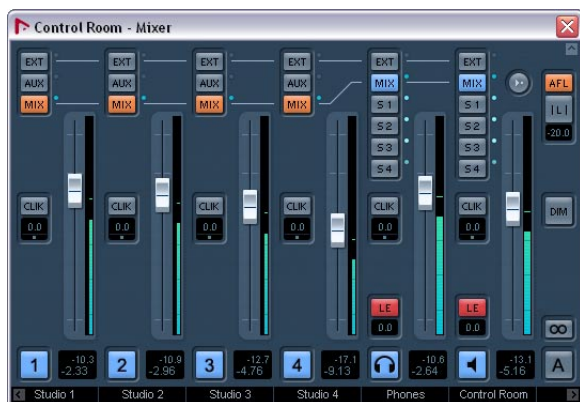 Control Room - Mixer
EXT EXT EXT EXT EXT EXT
AUX AUX AUX AUX MIX MIX AFL
MIX MIX MIX MIX S 1 S 1 | L |
S 2 S 2 -20.0
S 3 S 3
S 4 S 4
CLIK CLIK CLIK CLIK CLIK CLIK DIM
0.0 0.0 0.0 0.0 0.0 0.0
LE LE
0.0 0.0
1 -10.3 2 -10.9 3 -12.7 4 -17.1 -10.6 -13.1 A
-2.33 -2.96 -4.76 -9.13 -2.64 -5.16
Studio 1 Studio 2 Studio 3 Studio 4 Phones Control Room